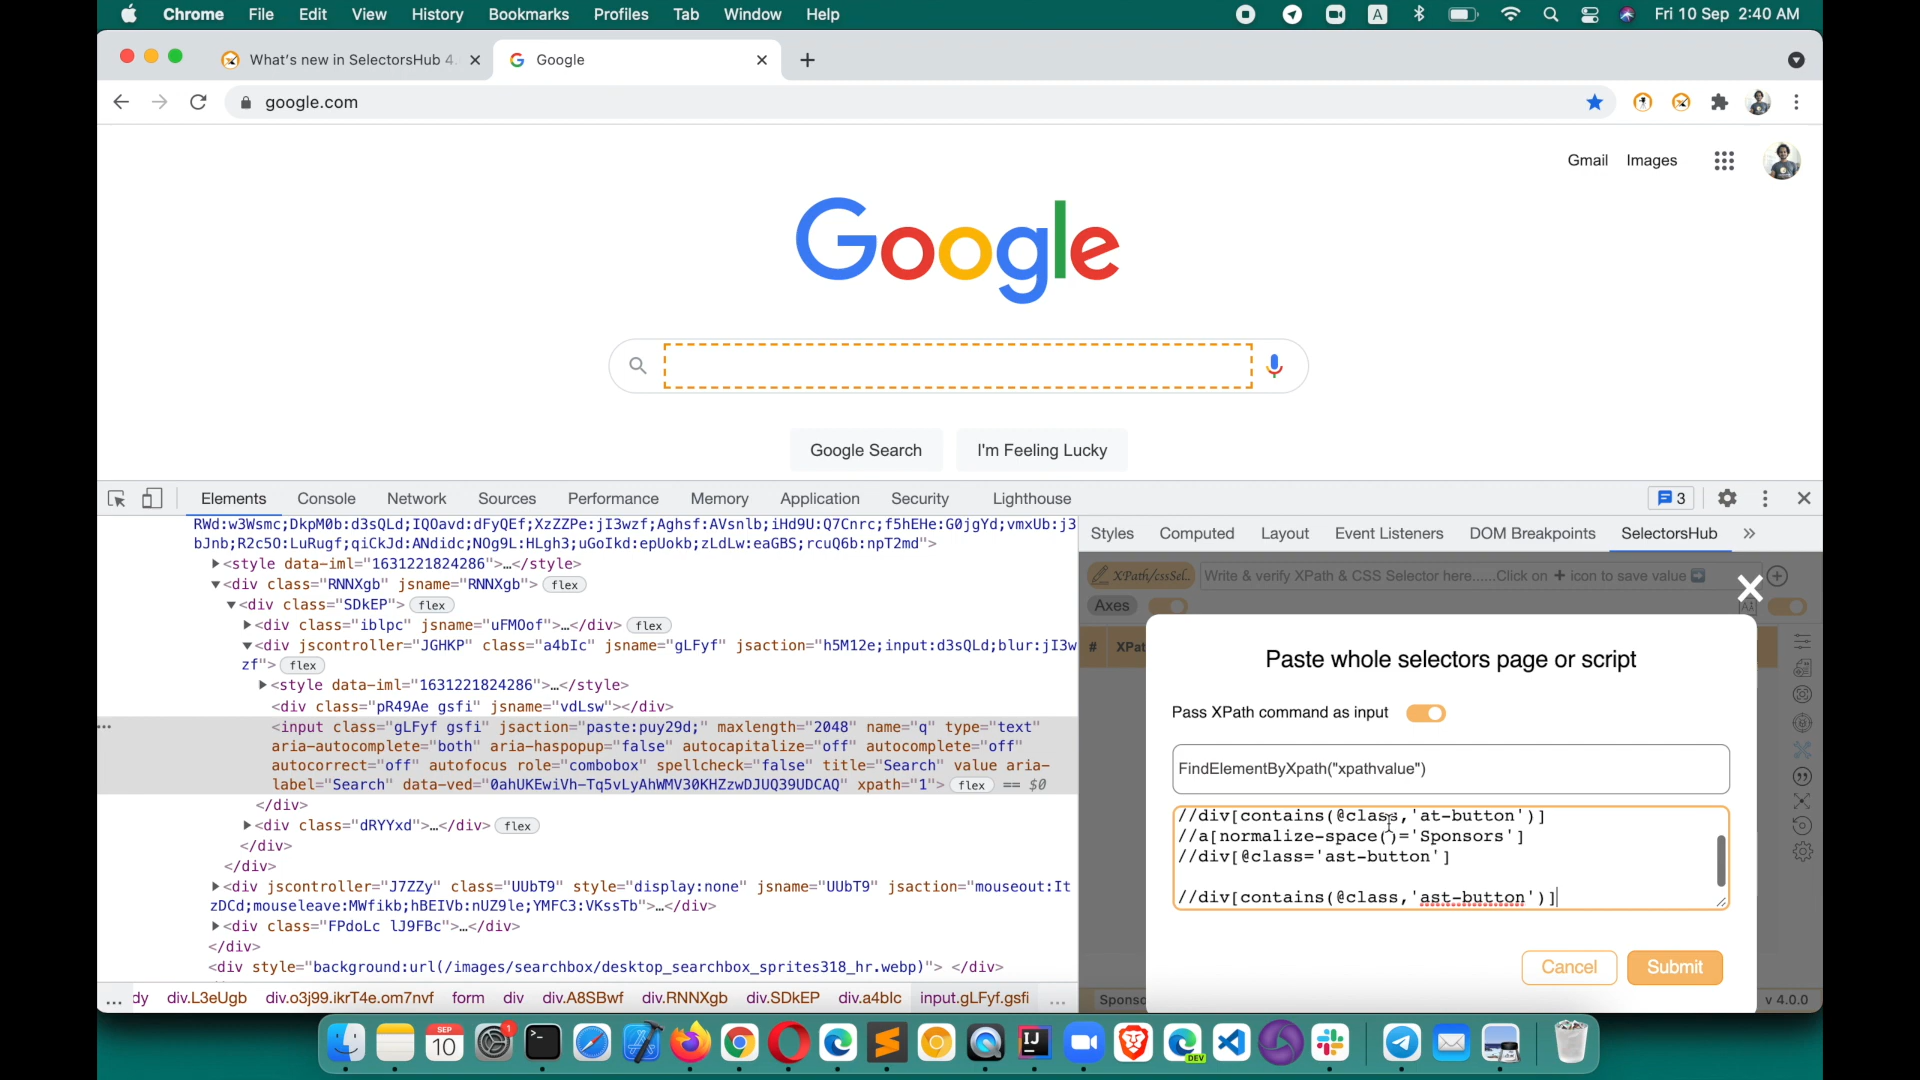 Chrome File Edit View History Bookmarks Profiles Tab Window Help
A
Fri 10 Sep 2:40 AM
What's new in SelectorsHub 4.
Google
google.com
Gmail Images
Google
Google Search
I'm Feeling Lucky
Elements Console Network Sources Performance Memory Application Security Lighthouse
3
RWd:w3Wsmc;DkpM0b:d3sQLd;IQOavd:dFyQEf;XzZZPe:jI3wzf;Aghsf:AVsnlb;iHd9U:Q7Cnrc;f5hEHe:G0jgYd;vmxUb:j3
bJnb;R2c5O:LuRugf;qiCkJd:ANdidc;NOg9L:HLgh3;uGoIkd:epUokb;zLdLw:eaGBS;rcuQ6b:npT2md">
<style data-iml="1631221824286">…</style>
<div class="RNNXgb" jsname="RNNXgb"> flex
<div class="SDkEP"> flex
<div class="iblpc" jsname="uFMOof">…</div> flex
<div jscontroller="JGHKP" class="a4bIc" jsname="gLFyf" jsaction="h5M12e;input:d3sQLd;blur:jI3w
zf"> flex
<style data-iml="1631221824286">…</style>
<div class="pR49Ae gsfi" jsname="vdLsw"></div>
<input class="gLFyf gsfi" jsaction="paste:puy29d;" maxlength="2048" name="q" type="text"
aria-autocomplete="both" aria-haspopup="false" autocapitalize="off" autocomplete="off"
autocorrect="off" autofocus role="combobox" spellcheck="false" title="Search" value aria-
label="Search" data-ved="0ahUKEwiVh-Tq5vLyAhWMV30KHZzwDJUQ39UDCAQ" xpath="1"> flex == $0
</div>
<div class="dRYYxd">…</div> flex
</div>
</div>
<div jscontroller="J7ZZy" class="UUbT9" style="display:none" jsname="UUbT9" jsaction="mouseout:It
zDCd;mouseleave:MWfikb;hBEIVb:nUZ9le;YMFC3:VKssTb">…</div>
<div class="FPdoLc lJ9FBc">…</div>
</div>
<div style="background:url(/images/searchbox/desktop_searchbox_sprites318_hr.webp)"> </div>
... dy div.L3eUgb div.o3j99.ikrT4e.om7nvf form div div.A8SBwf div.RNNXgb div.SDkEP div.a4bIc input.gLFyf.gsfi ...
Styles Computed Layout Event Listeners DOM Breakpoints SelectorsHub
XPath/cssSel..
Write & verify XPath & CSS Selector here......Click on + icon to save value
Axes
# XPat
Paste whole selectors page or script
Pass XPath command as input
FindElementByXpath("xpathvalue")
//div[contains(@class,'at-button')]
//a[normalize-space()='Sponsors']
//div[@class='ast-button']
//div[contains(@class,'ast-button')]
Cancel
Submit
Sponso
v 4.0.0
SEP
10
1
IJ
DEV